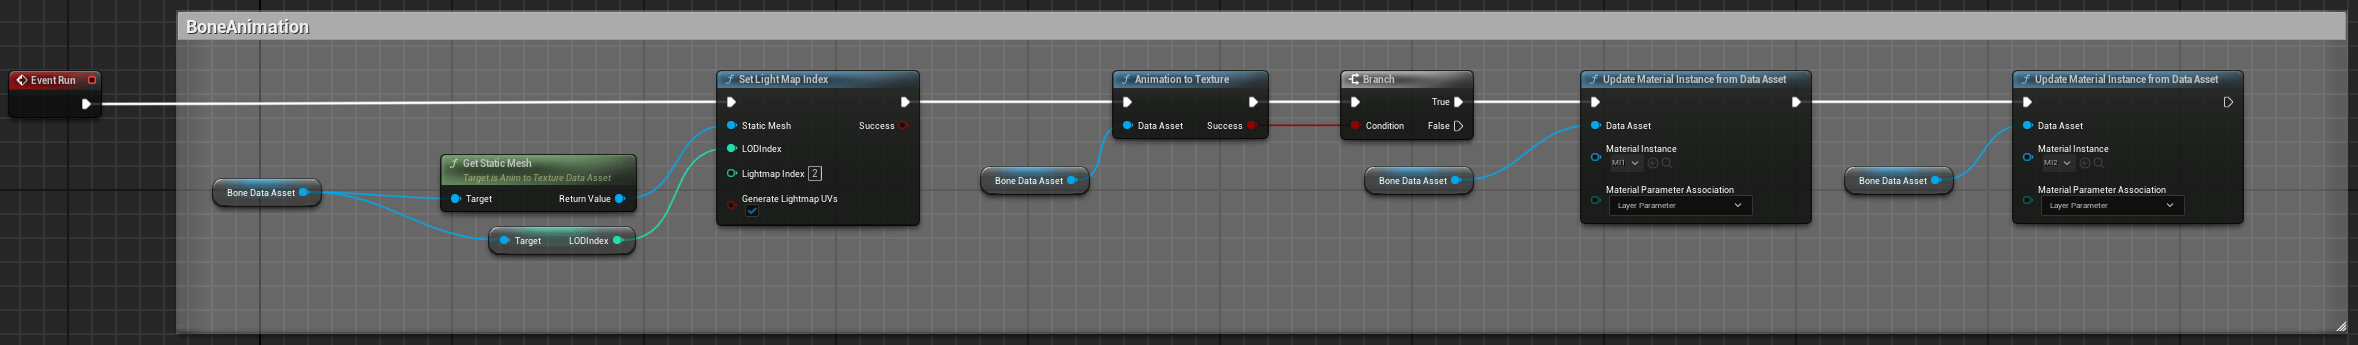 BoneAnimation
Event Run
Bone Data Asset
Get Static Mesh
Target is Anim to Texture Data Asset
Target
Return Value
Target
LODIndex
Set Light Map Index
Static Mesh
Success
LODIndex
Lightmap Index 2
Generate Lightmap UVs
Bone Data Asset
Animation to Texture
Data Asset
Success
Branch
True
Condition
False
Bone Data Asset
Update Material Instance from Data Asset
Data Asset
Material Instance
MI1
Material Parameter Association
Layer Parameter
Bone Data Asset
Update Material Instance from Data Asset
Data Asset
Material Instance
MI2
Material Parameter Association
Layer Parameter